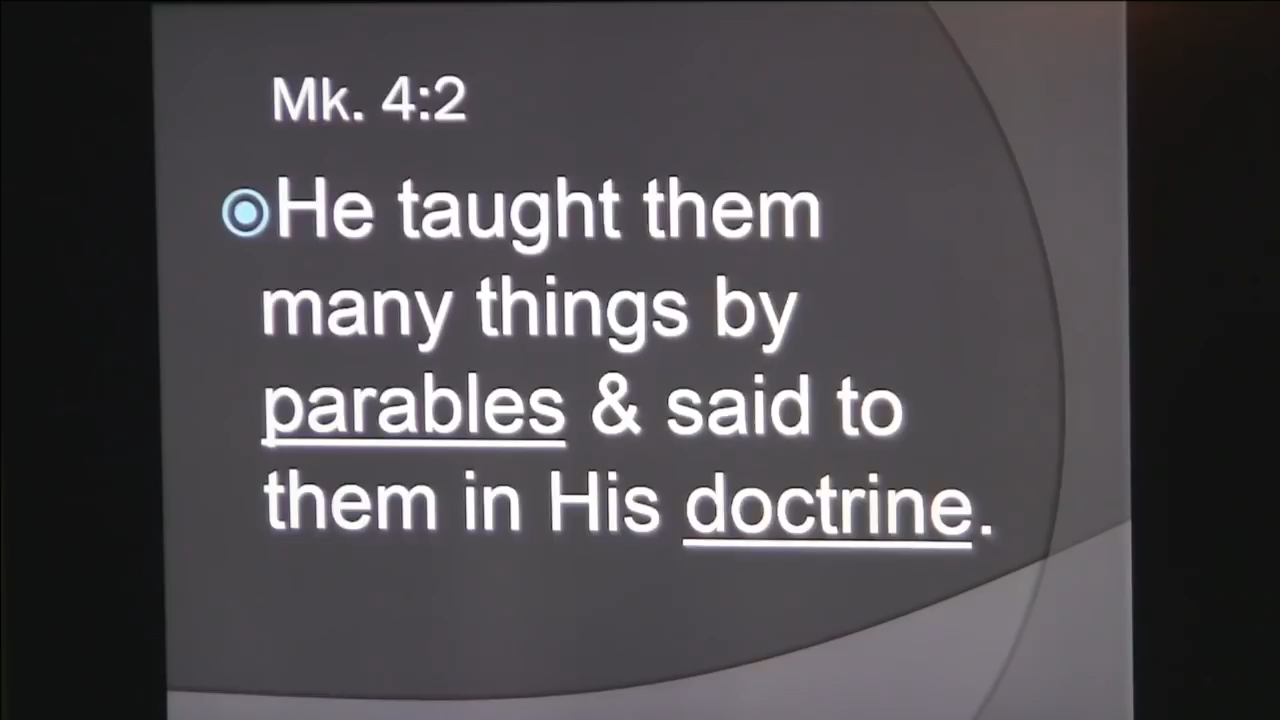 Mk. 4:2
He taught them
many things by
parables & said to
them in His doctrine.